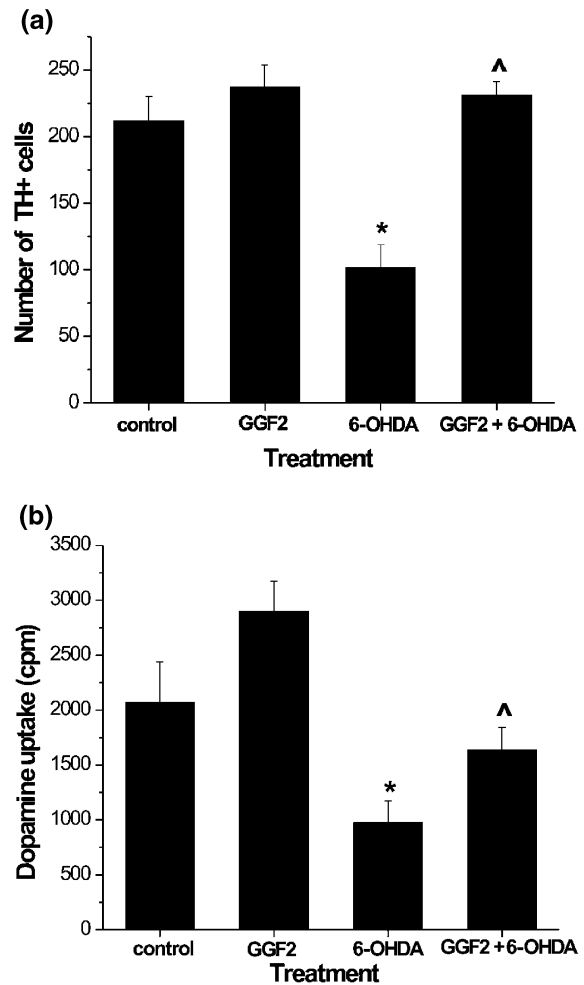 (a)
Number of TH+ cells
250
200
150
100
50
0
*
^
control GGF2 6-OHDA GGF2 + 6-OHDA
Treatment
(b)
Dopamine uptake (cpm)
3500
3000
2500
2000
1500
1000
500
0
*
^
control GGF2 6-OHDA GGF2 + 6-OHDA
Treatment